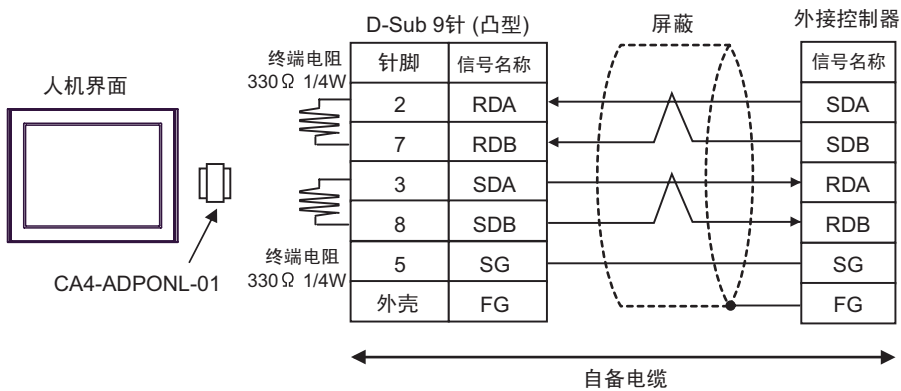 D-Sub 9针 (凸型)
屏蔽
外接控制器
终端电阻
330Ω 1/4W
针脚 信号名称
信号名称
人机界面
2 RDA
SDA
7 RDB
SDB
3 SDA
RDA
8 SDB
RDB
终端电阻
330Ω 1/4W
5 SG
SG
CA4-ADPONL-01
外壳 FG
FG
自备电缆